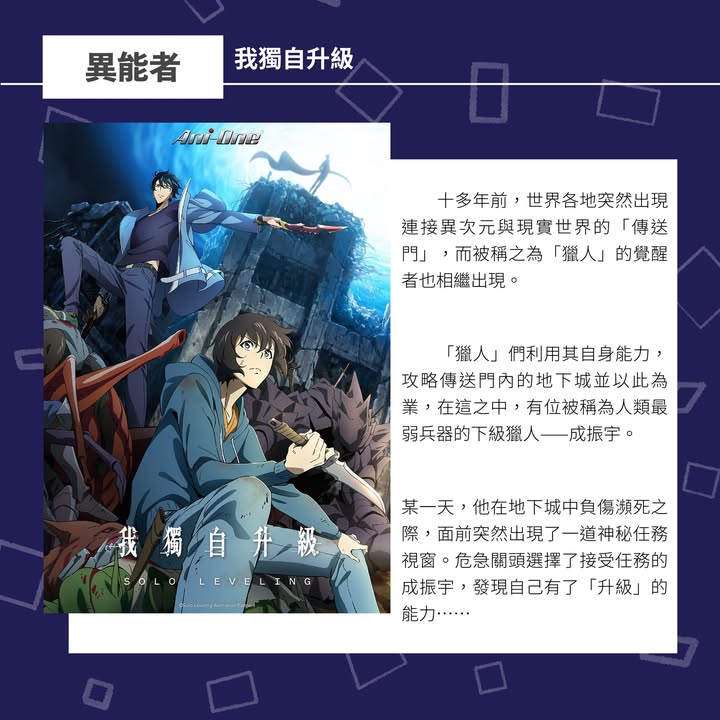 異能者
我獨自升級
Ani-One
十多年前，世界各地突然出現
連接異次元與現實世界的「傳送
門」，而被稱之為「獵人」的覺醒
者也相繼出現。
「獵人」們利用其自身能力，
攻略傳送門內的地下城並以此為
業，在這之中，有位被稱為人類最
弱兵器的下級獵人——成振宇。
某一天，他在地下城中負傷瀕死之
際，面前突然出現了一道神秘任務
視窗。危急關頭選擇了接受任務的
成振宇，發現自己有了「升級」的
能力⋯⋯
我獨自升級
SOLO LEVELING
©Solo Leveling Animation Partners